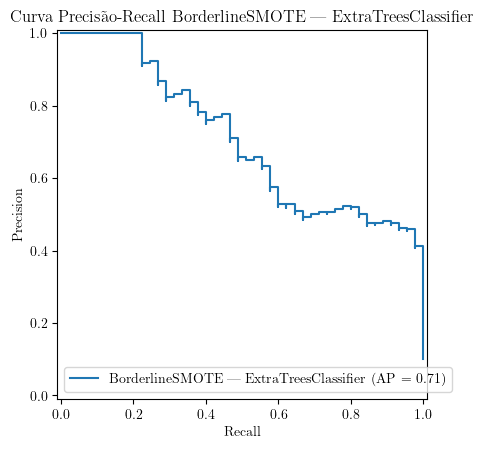 Curva Precisão-Recall BorderlineSMOTE — ExtraTreesClassifier
1.0
0.8
0.6
0.4
0.2
0.0
Precision
BorderlineSMOTE — ExtraTreesClassifier (AP = 0.71)
0.0 0.2 0.4 0.6 0.8 1.0
Recall